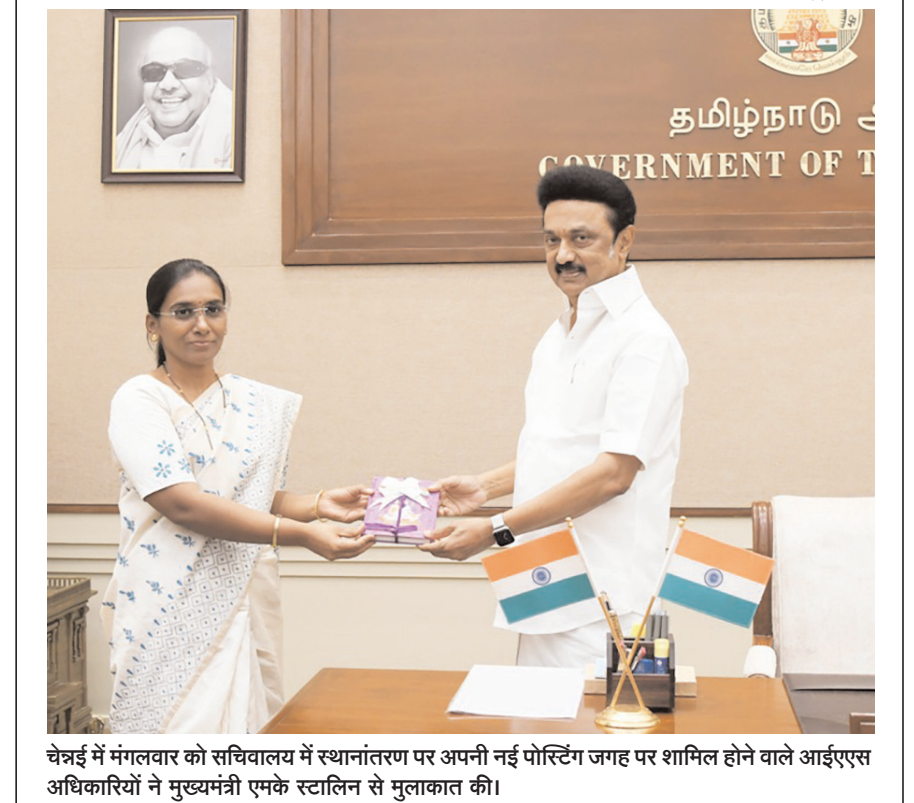 தமிழ்நாடு
GOVERNMENT OF
चेन्नई में मंगलवार को सचिवालय में स्थानांतरण पर अपनी नई पोस्टिंग जगह पर शामिल होने वाले आईएएस
अधिकारियों ने मुख्यमंत्री एमके स्टालिन से मुलाकात की।